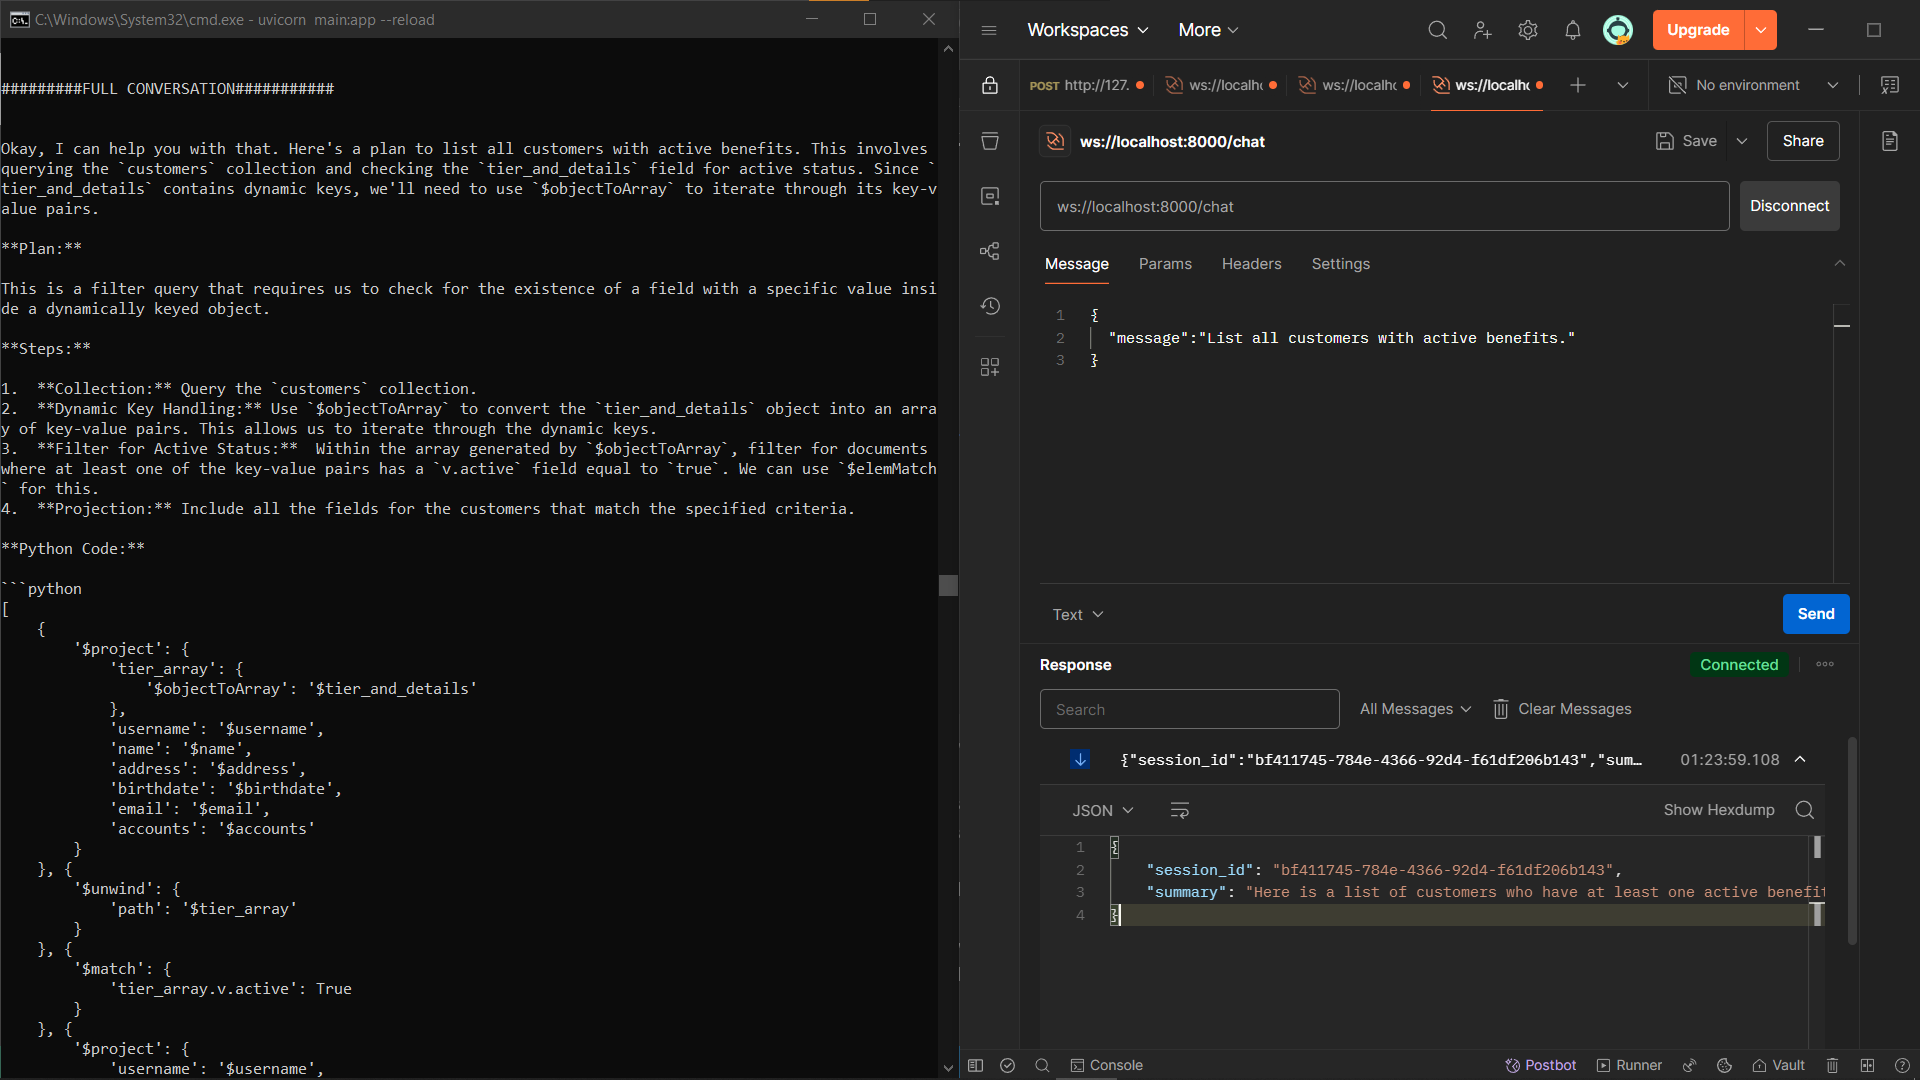 C:\Windows\System32\cmd.exe - uvicorn  main:app --reload
#########FULL CONVERSATION###########
Okay, I can help you with that. Here's a plan to list all customers with active benefits. This involves
querying the `customers` collection and checking the `tier_and_details` field for active status. Since `
tier_and_details` contains dynamic keys, we'll need to use `$objectToArray` to iterate through its key-v
alue pairs.
**Plan:**
This is a filter query that requires us to check for the existence of a field with a specific value insi
de a dynamically keyed object.
**Steps:**
1.  **Collection:** Query the `customers` collection.
2.  **Dynamic Key Handling:** Use `$objectToArray` to convert the `tier_and_details` object into an arra
y of key-value pairs. This allows us to iterate through the dynamic keys.
3.  **Filter for Active Status:**  Within the array generated by `$objectToArray`, filter for documents
where at least one of the key-value pairs has a `v.active` field equal to `true`. We can use `$elemMatch
` for this.
4.  **Projection:** Include all the fields for the customers that match the specified criteria.
**Python Code:**
```python
[
    {
        '$project': {
            'tier_array': {
                '$objectToArray': '$tier_and_details'
            },
            'username': '$username',
            'name': '$name',
            'address': '$address',
            'birthdate': '$birthdate',
            'email': '$email',
            'accounts': '$accounts'
        }
    }, {
        '$unwind': {
            'path': '$tier_array'
        }
    }, {
        '$match': {
            'tier_array.v.active': True
        }
    }, {
        '$project': {
            'username': '$username',
Workspaces More Upgrade
POST http://127. ws://localhc ws://localhc ws://localhc No environment
ws://localhost:8000/chat Save Share
ws://localhost:8000/chat Disconnect
Message Params Headers Settings
1 {
2 "message":"List all customers with active benefits."
3 }
Text Send
Response Connected
Search All Messages Clear Messages
{"session_id":"bf411745-784e-4366-92d4-f61df206b143","sum… 01:23:59.108
JSON Show Hexdump
1 {
2 "session_id": "bf411745-784e-4366-92d4-f61df206b143",
3 "summary": "Here is a list of customers who have at least one active benefit
4 }
Console Postbot Runner Vault